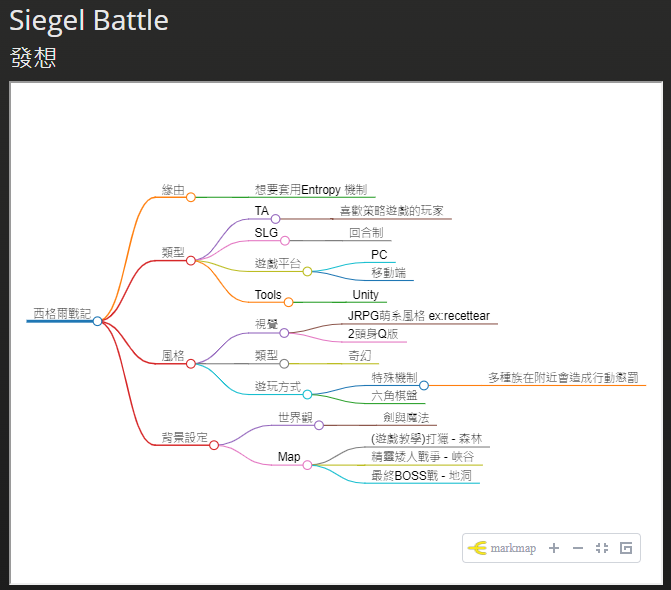 Siegel Battle
發想
西格爾戰記
緣由
想要套用Entropy 機制
類型
TA
喜歡策略遊戲的玩家
SLG
回合制
遊戲平台
PC
移動端
Tools
Unity
風格
視覺
JRPG萌系風格 ex:recettear
2頭身Q版
類型
奇幻
遊玩方式
特殊機制
多種族在附近會造成行動懲罰
六角棋盤
背景設定
世界觀
劍與魔法
Map
(遊戲教學)打獵 - 森林
精靈矮人戰爭 - 峽谷
最終BOSS戰 - 地洞
markmap